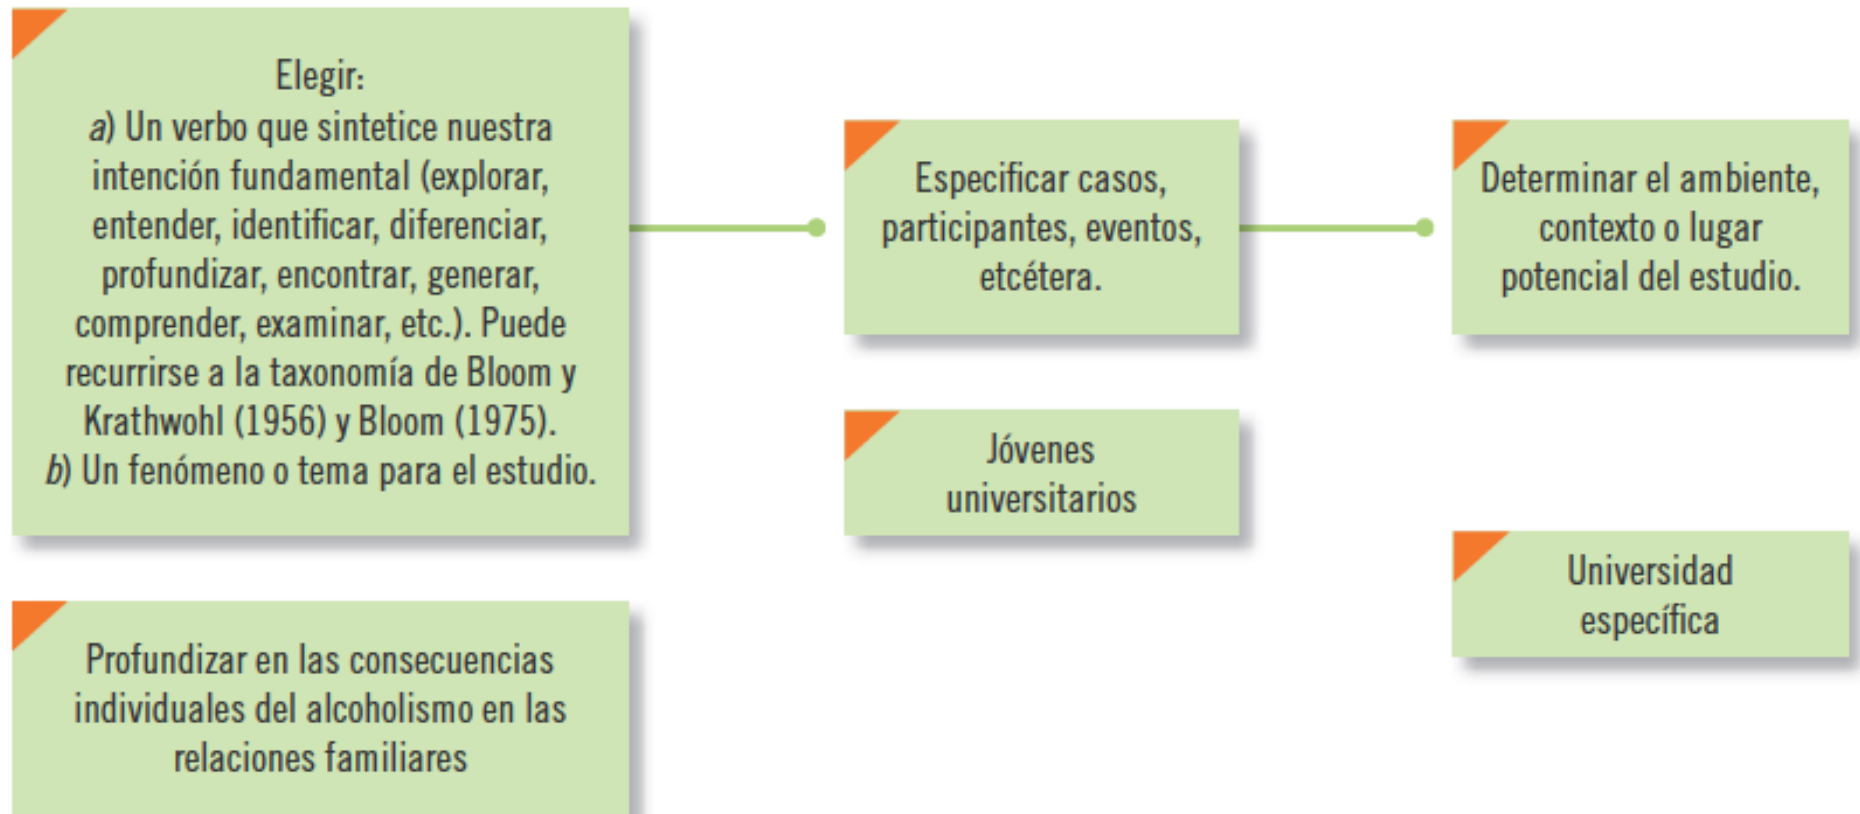 Elegir:
a) Un verbo que sintetice nuestra
intención fundamental (explorar,
entender, identificar, diferenciar,
profundizar, encontrar, generar,
comprender, examinar, etc.). Puede
recurrirse a la taxonomía de Bloom y
Krathwohl (1956) y Bloom (1975).
b) Un fenómeno o tema para el estudio.
Especificar casos,
participantes, eventos,
etcétera.
Determinar el ambiente,
contexto o lugar
potencial del estudio.
Profundizar en las consecuencias
individuales del alcoholismo en las
relaciones familiares
Jóvenes
universitarios
Universidad
específica